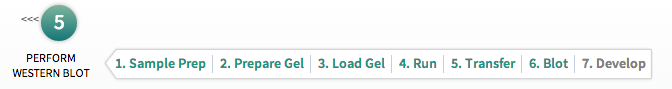 <<< 5
PERFORM
WESTERN BLOT
1. Sample Prep 2. Prepare Gel 3. Load Gel 4. Run 5. Transfer 6. Blot 7. Develop